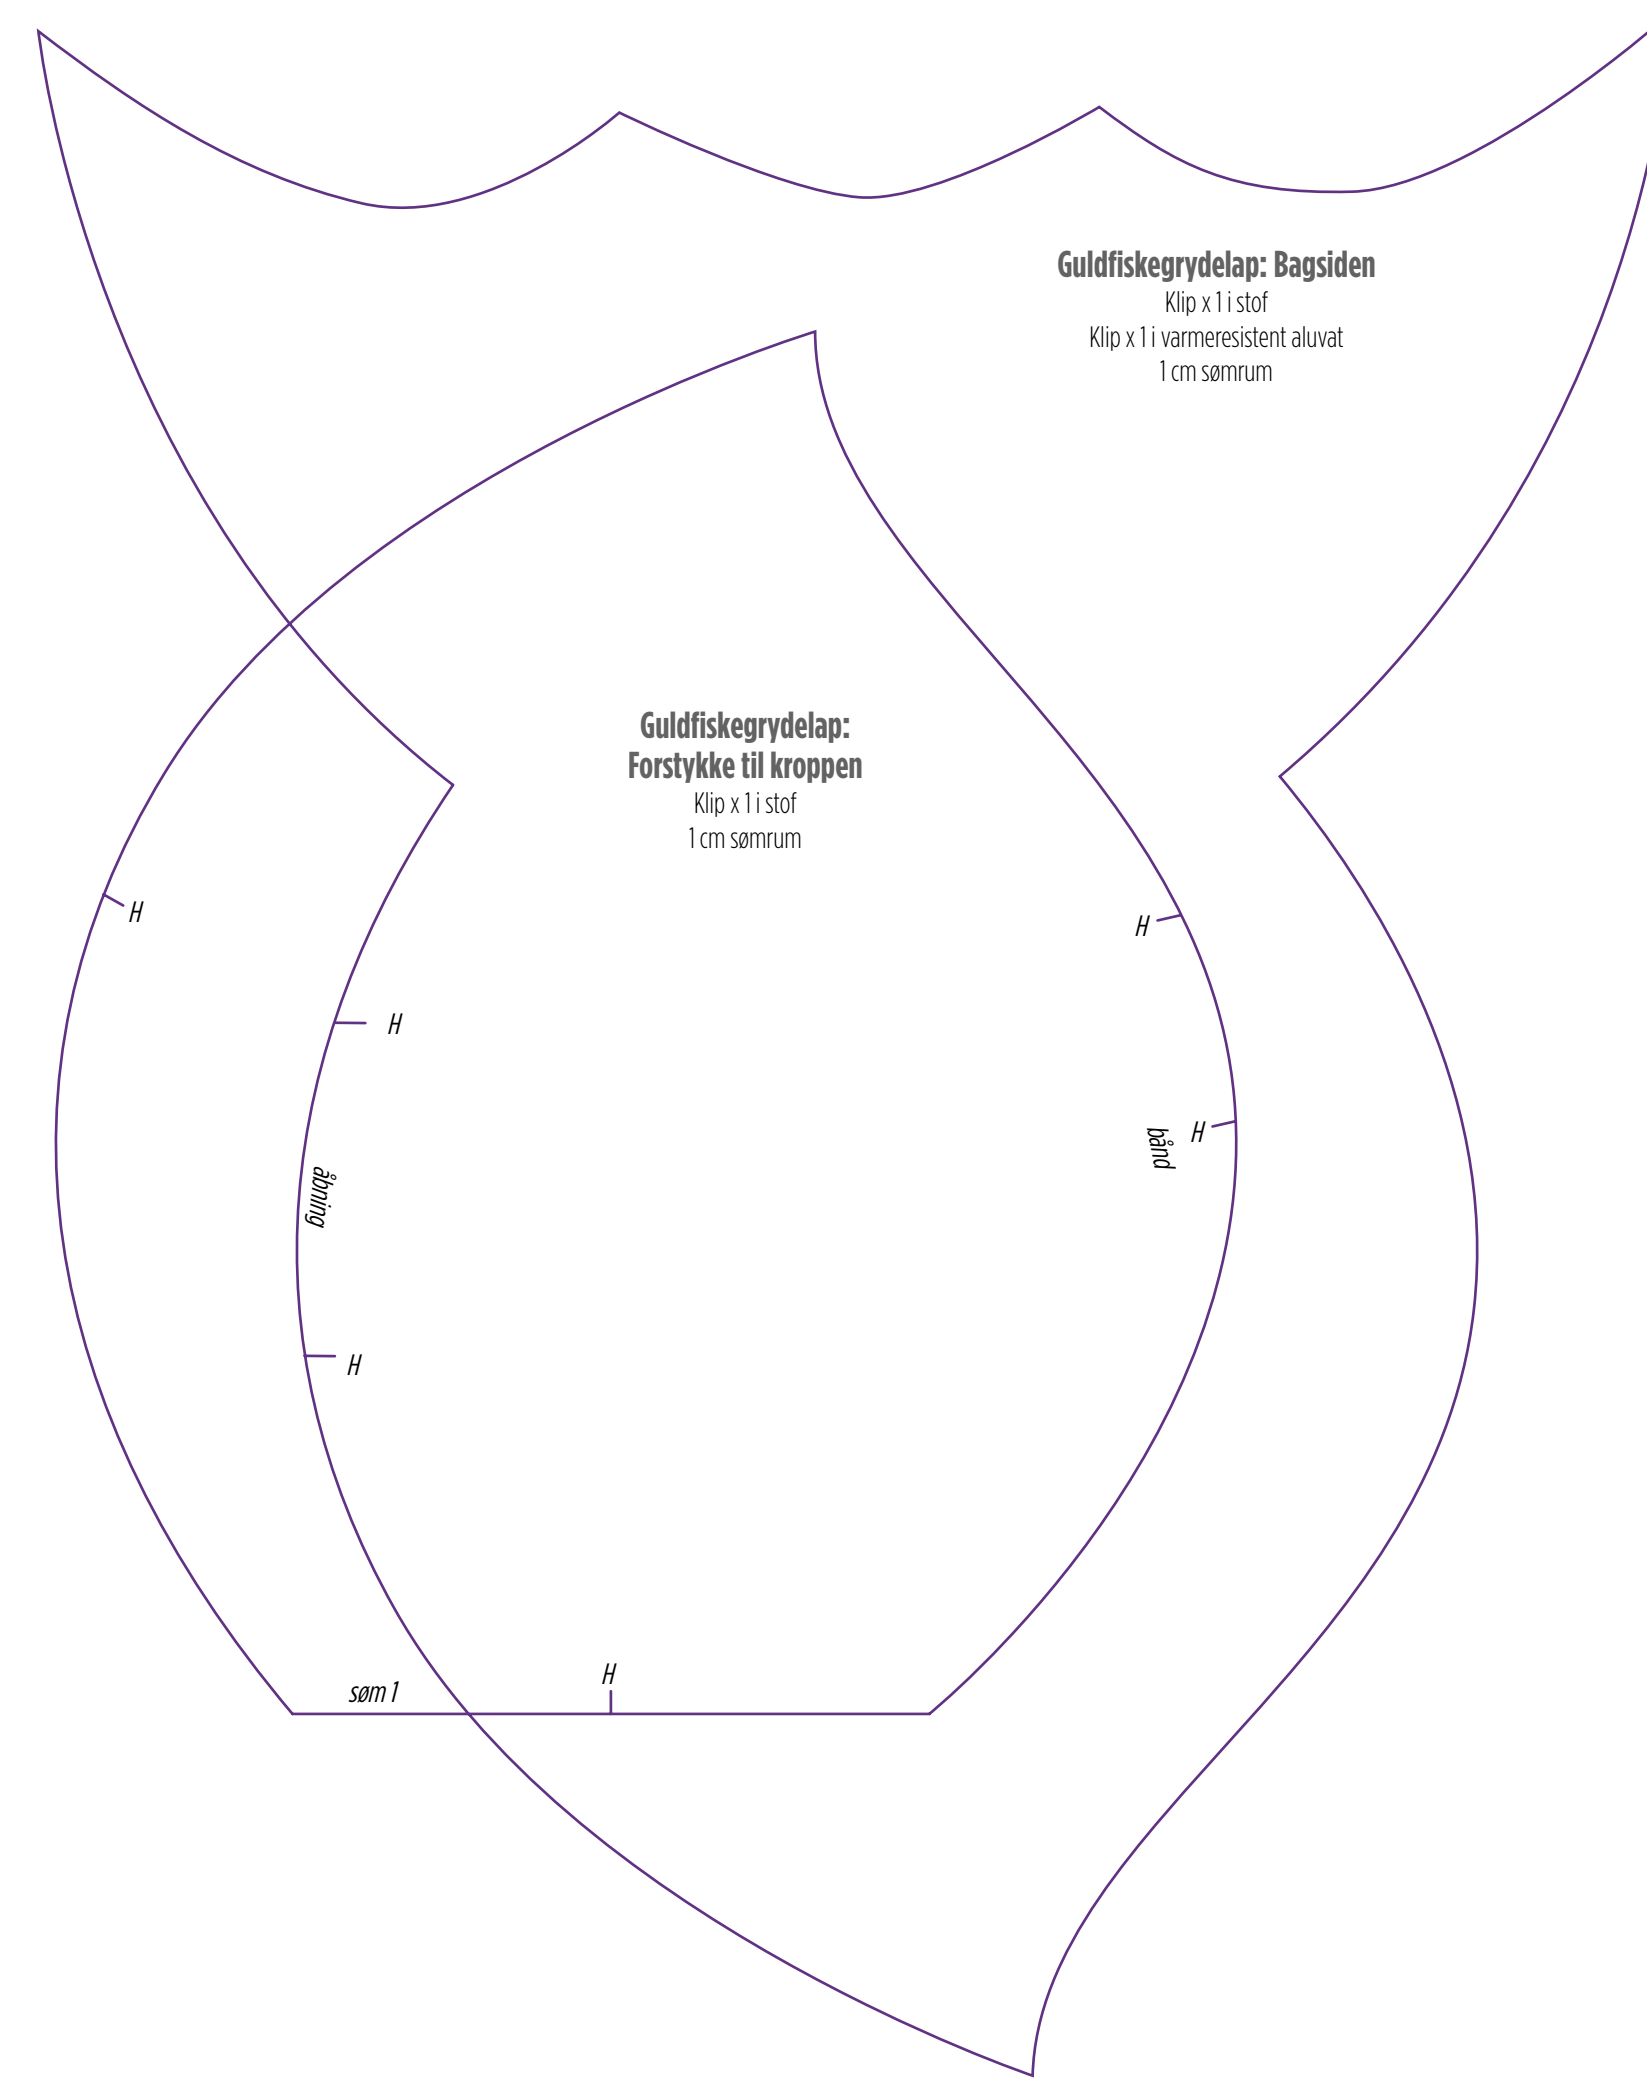 Guldfiskegrydelap: Bagsiden
Klip x 1 i stof
Klip x 1 i varmeresistent aluvat
1 cm sømrum
Guldfiskegrydelap:
Forstykke til kroppen
Klip x 1 i stof
1 cm sømrum
H
H
H
H
bånd
åbning
H
H
søm 1